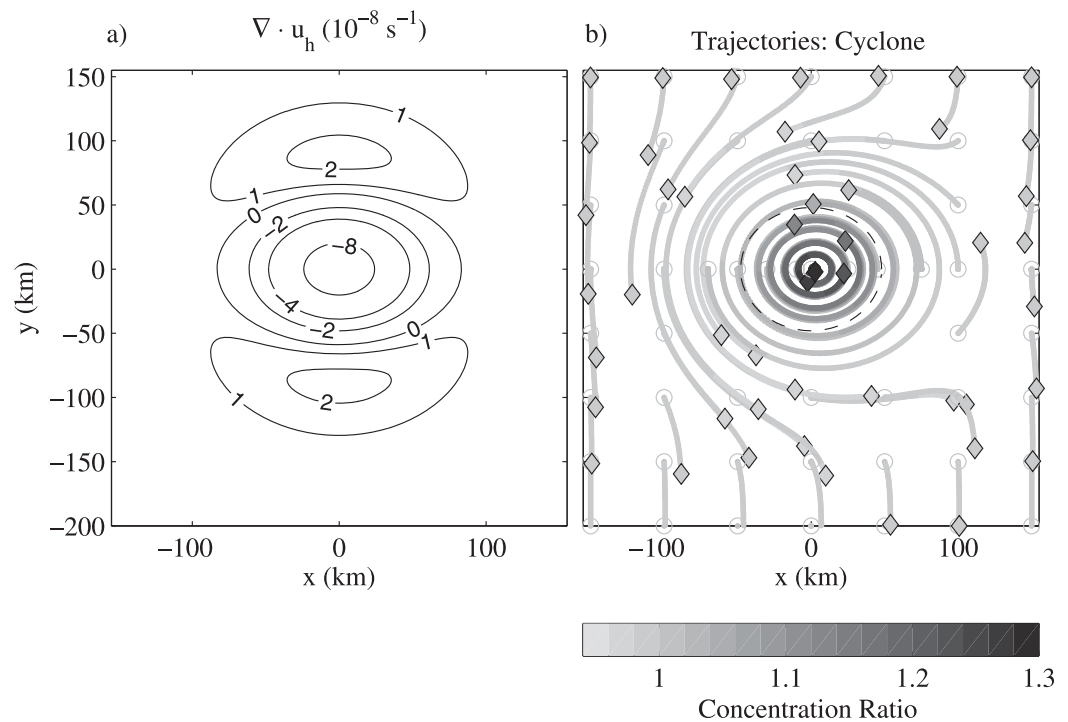 a)
∇ · u_h (10⁻⁸ s⁻¹)
150
100
50
0
−50
−100
−150
−200
y (km)
1
2
1
0
−2
−8
−4
−2
0
1
1
2
−100 0 100
x (km)
b)
Trajectories: Cyclone
−100 0 100
x (km)
1 1.1 1.2 1.3
Concentration Ratio